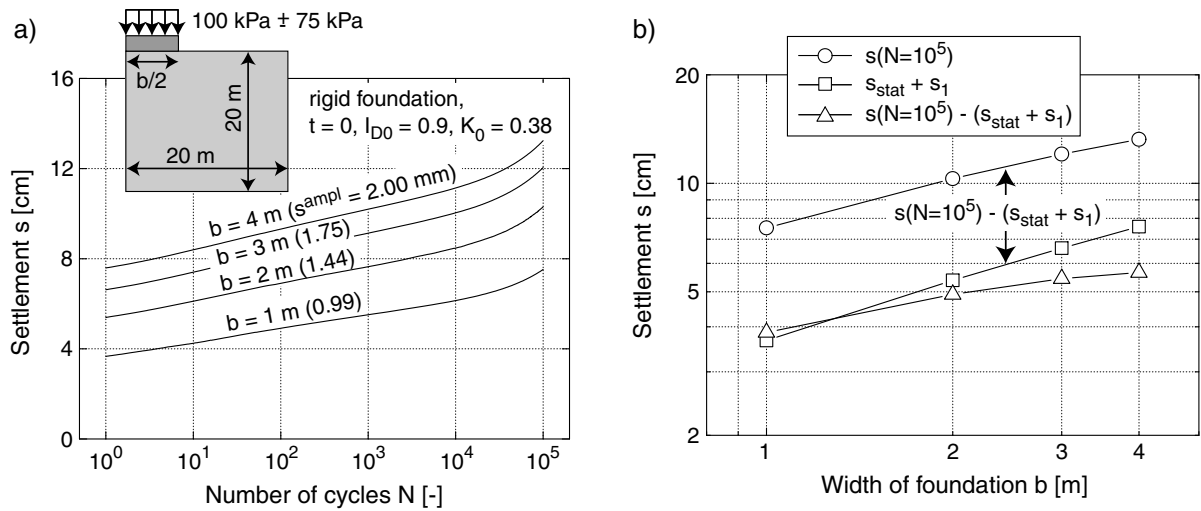 a)
100 kPa ± 75 kPa
b/2
20 m
20 m
rigid foundation,
t = 0, I_D0 = 0.9, K_0 = 0.38
b = 4 m (s^ampl = 2.00 mm)
b = 3 m (1.75)
b = 2 m (1.44)
b = 1 m (0.99)
Settlement s [cm]
16
12
8
4
0
10^0
10^1
10^2
10^3
10^4
10^5
Number of cycles N [-]
b)
s(N=10^5)
s_stat + s_1
s(N=10^5) - (s_stat + s_1)
s(N=10^5) - (s_stat + s_1)
Settlement s [cm]
20
10
5
2
1
2
3
4
Width of foundation b [m]